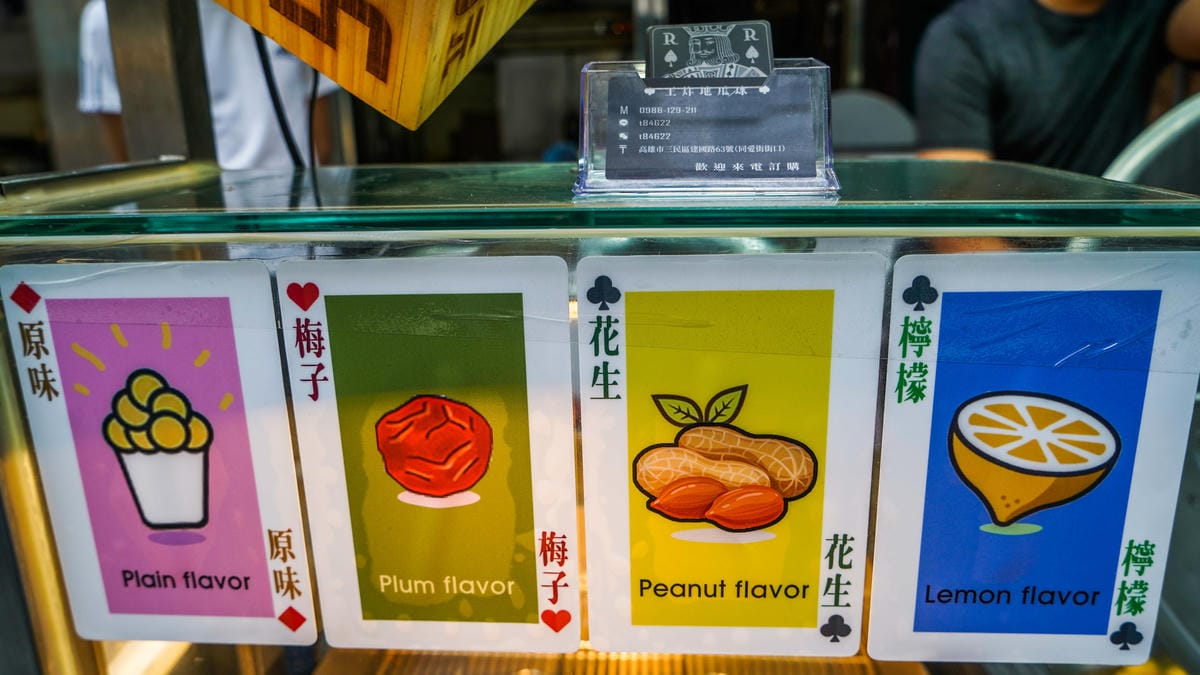 R R
王炸地瓜球
M 0988-129-211
t84622
t84622
〒 高雄市三民區建國路63號(同愛街街口)
歡迎來電訂購
原味
Plain flavor
原味
梅子
Plum flavor
梅子
花生
Peanut flavor
花生
檸檬
Lemon flavor
檸檬